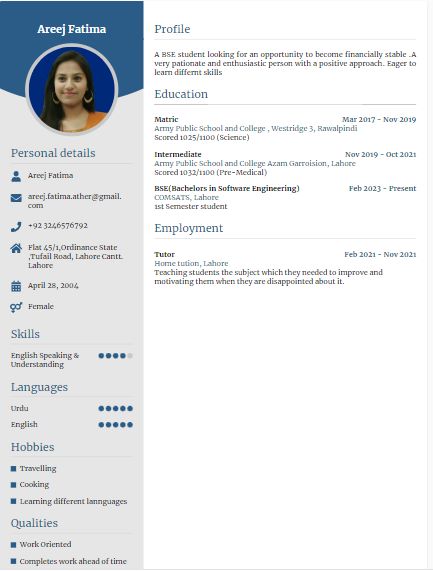 Areej Fatima
Personal details
Areej Fatima
areej.fatima.ather@gmail.
com
+92 3246576792
Flat 45/1,Ordinance State
,Tufail Road, Lahore Cantt.
Lahore
April 28, 2004
Female
Skills
English Speaking &
Understanding
Languages
Urdu
English
Hobbies
Travelling
Cooking
Learning different lannguages
Qualities
Work Oriented
Completes work ahead of time
Profile
A BSE student looking for an opportunity to become financially stable .A
very pationate and enthusiastic person with a positive approach. Eager to
learn differnt skills
Education
Matric Mar 2017 - Nov 2019
Army Public School and College , Westridge 3, Rawalpindi
Scored 1025/1100 (Science)
Intermediate Nov 2019 - Oct 2021
Army Public School and College Azam Garroision, Lahore
Scored 1032/1100 (Pre-Medical)
BSE(Bachelors in Software Engineering) Feb 2023 - Present
COMSATS, Lahore
1st Semester student
Employment
Tutor Feb 2021 - Nov 2021
Home tution, Lahore
Teaching students the subject which they needed to improve and
motivating them when they are disappointed about it.